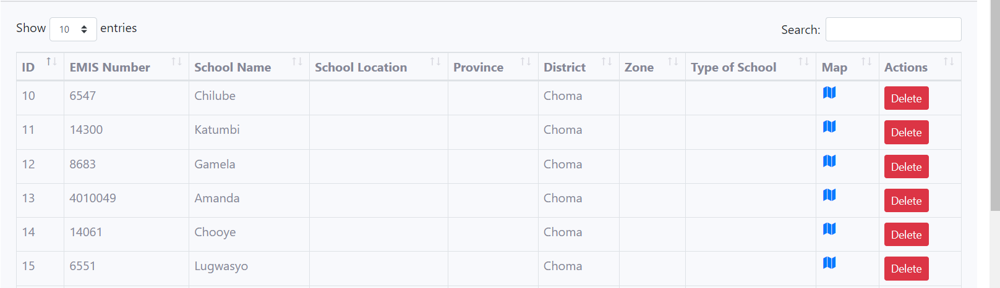 Show 10 entries Search:
ID EMIS Number School Name School Location Province District Zone Type of School Map Actions
10 6547 Chilube Choma Delete
11 14300 Katumbi Choma Delete
12 8683 Gamela Choma Delete
13 4010049 Amanda Choma Delete
14 14061 Chooye Choma Delete
15 6551 Lugwasyo Choma Delete